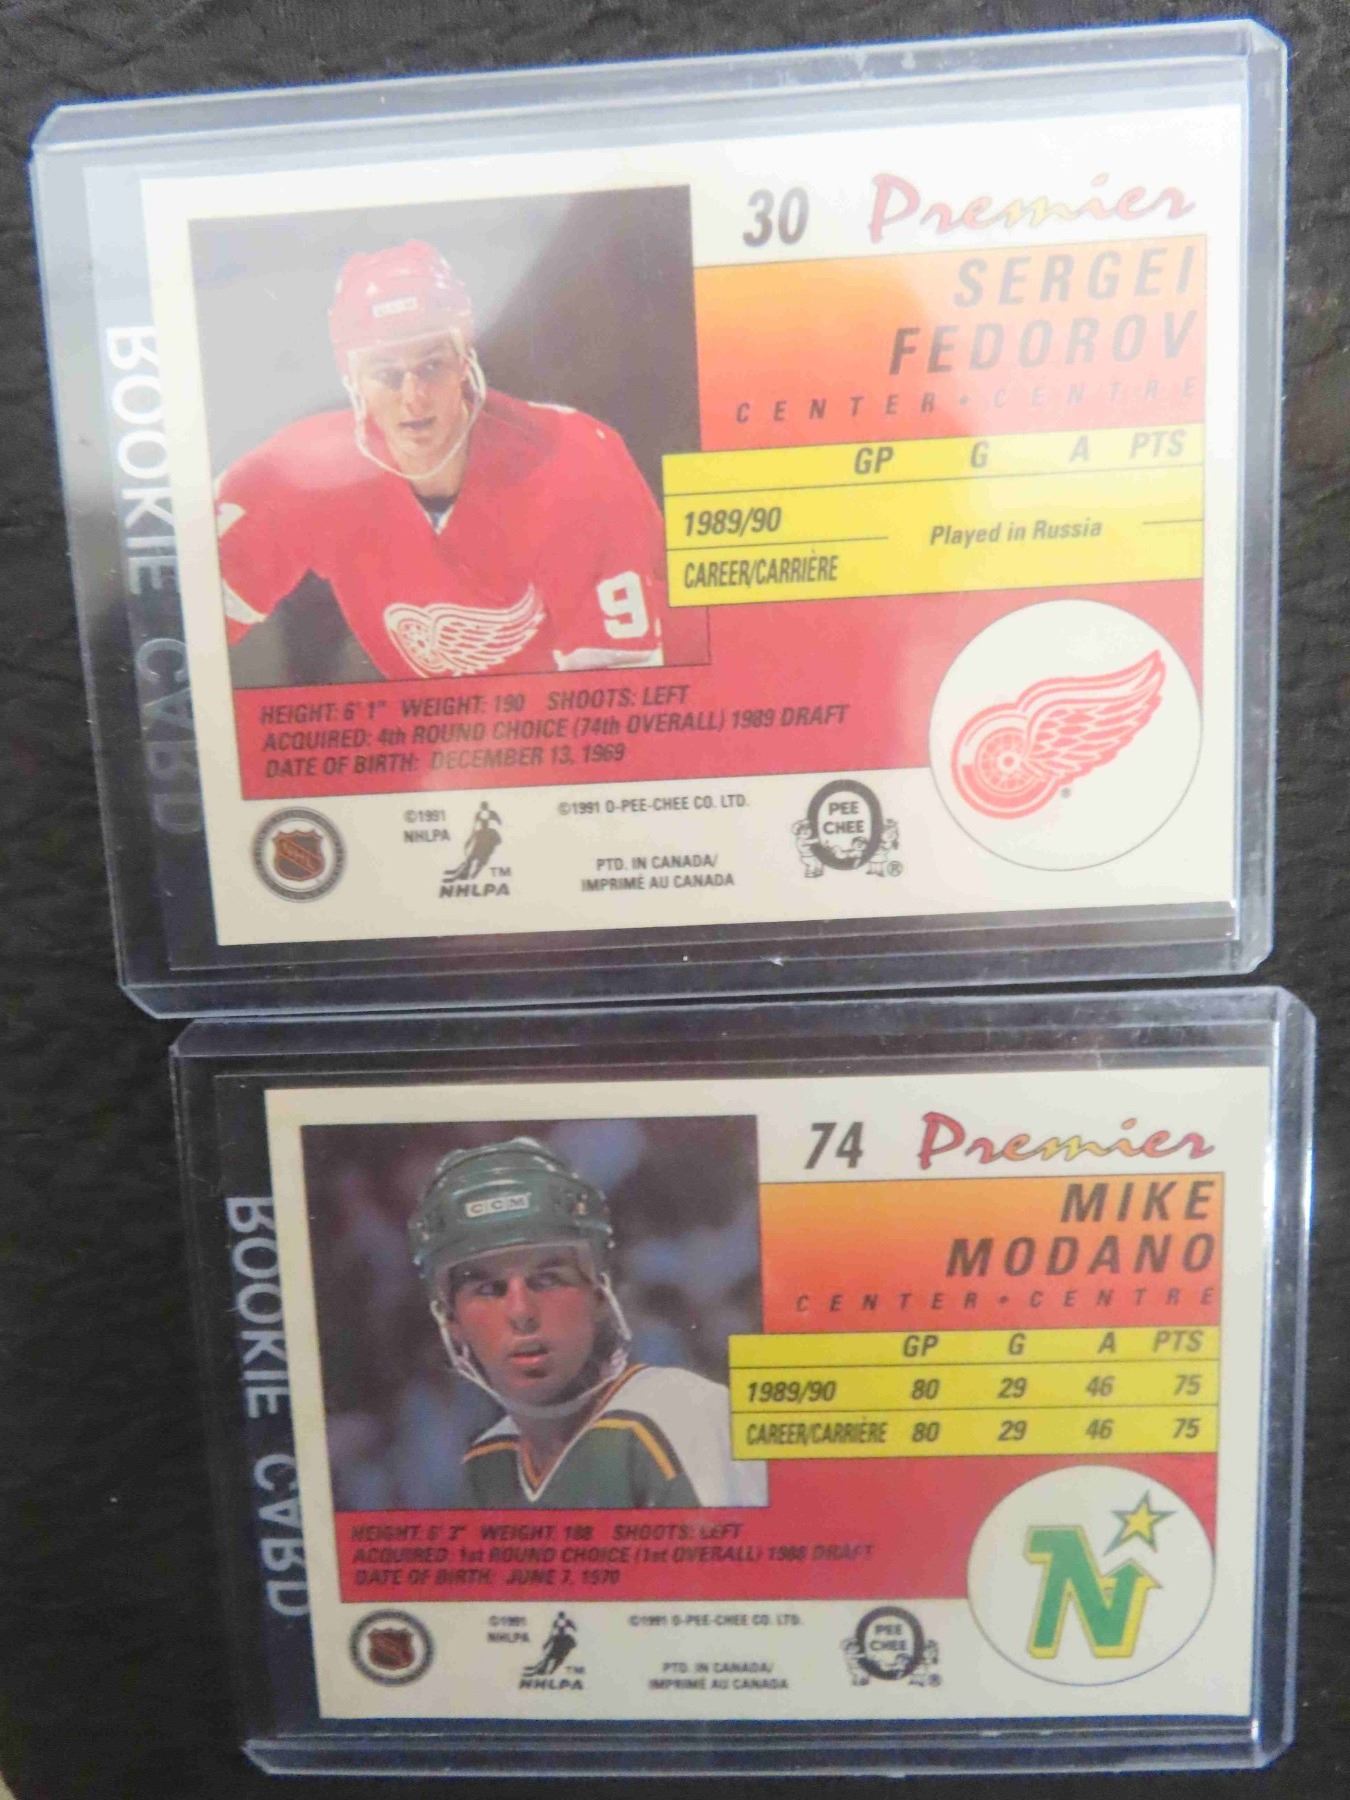 ROOKIE CARD
30 Premier
SERGEI
FEDOROV
CENTER • CENTRE
GP G A PTS
1989/90
Played in Russia
CAREER/CARRIÈRE
9
HEIGHT: 6' 1" WEIGHT: 190 SHOOTS: LEFT
ACQUIRED: 4th ROUND CHOICE (74th OVERALL) 1989 DRAFT
DATE OF BIRTH: DECEMBER 13, 1969
©1991
NHLPA
TM
NHLPA
©1991 O-PEE-CHEE CO. LTD.
PTD. IN CANADA/
IMPRIMÉ AU CANADA
O
PEE
CHEE
®
®
ROOKIE CARD
74 Premier
MIKE
MODANO
CENTER • CENTRE
CCM
GP G A PTS
1989/90 80 29 46 75
CAREER/CARRIÈRE 80 29 46 75
HEIGHT: 6' 3" WEIGHT: 188 SHOOTS: LEFT
ACQUIRED: 1st ROUND CHOICE (1st OVERALL) 1988 DRAFT
DATE OF BIRTH: JUNE 7, 1970
©1991
NHLPA
TM
NHLPA
©1991 O-PEE-CHEE CO. LTD.
PTD. IN CANADA/
IMPRIMÉ AU CANADA
O
PEE
CHEE
®
N